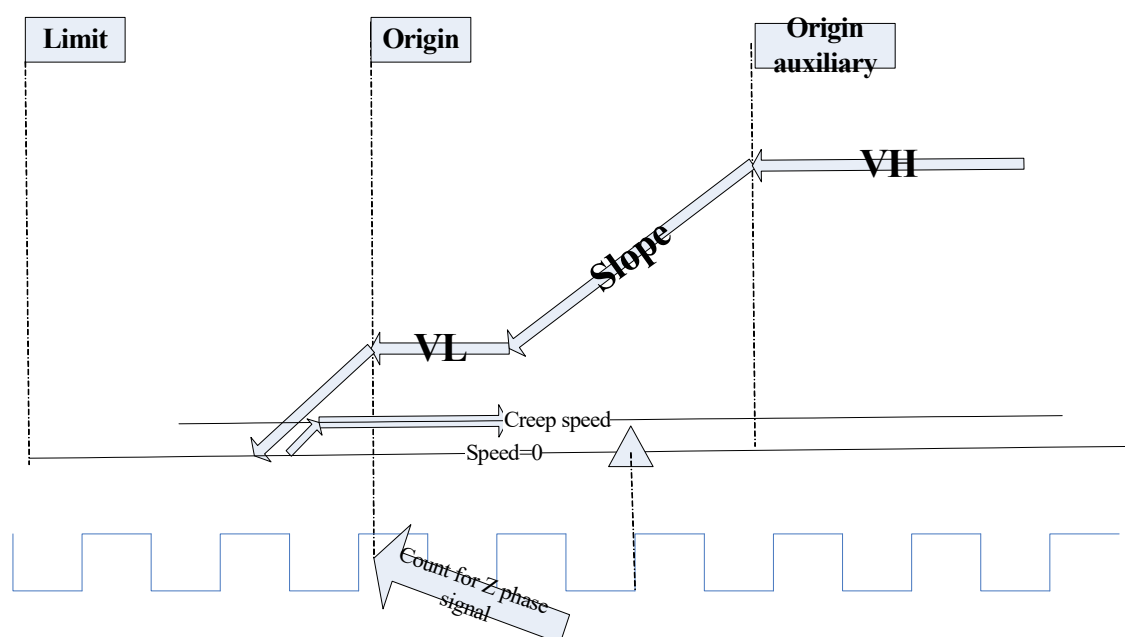 Limit
Origin
Origin
auxiliary
VH
Slope
VL
Creep speed
Speed=0
Count for Z phase
signal